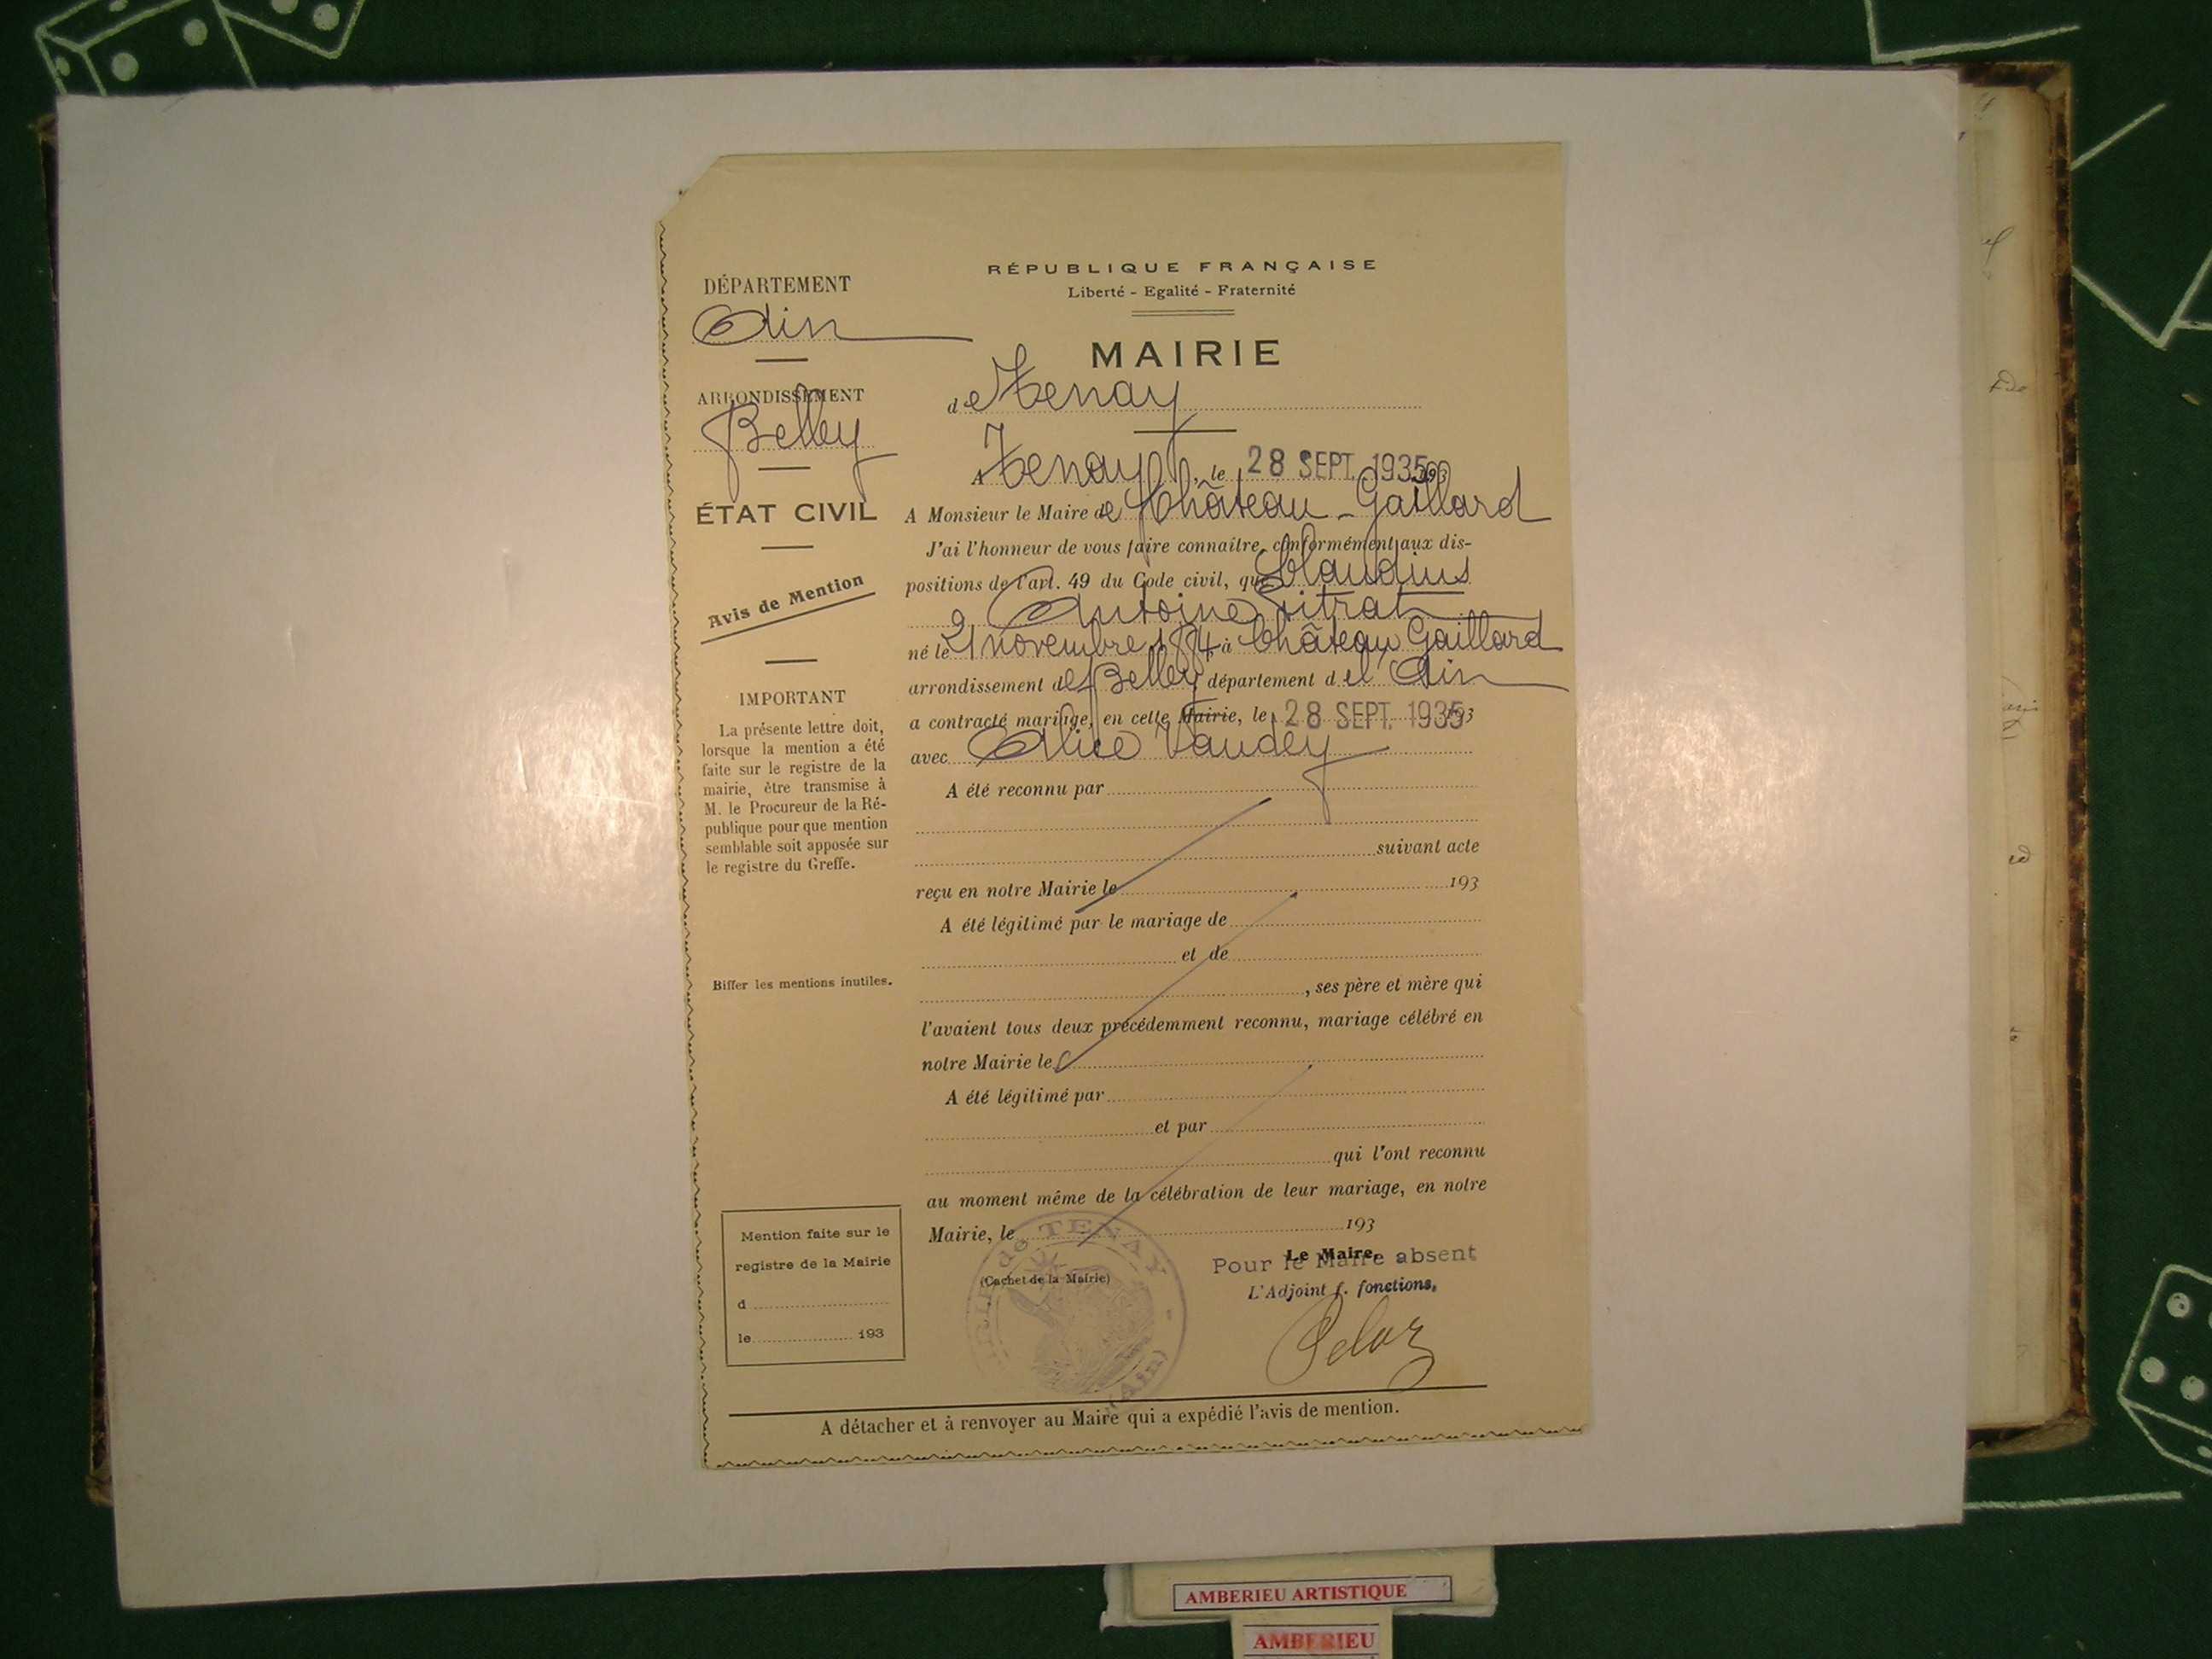 DÉPARTEMENT
Ain
ARRONDISSEMENT
Belley
ÉTAT CIVIL
Avis de Mention
IMPORTANT
La présente lettre doit,
lorsque la mention a été
faite sur le registre de la
mairie, être transmise à
M. le Procureur de la Ré-
publique pour que mention
semblable soit apposée sur
le registre du Greffe.
Biffer les mentions inutiles.
Mention faite sur le
registre de la Mairie
d
le 193
RÉPUBLIQUE FRANÇAISE
Liberté - Egalité - Fraternité
MAIRIE
de Tenay
A Tenay, le 28 SEPT. 1935 193
A Monsieur le Maire de Château-Gaillard
J'ai l'honneur de vous faire connaître, conformément aux dis-
positions de l'art. 49 du Code civil, que Claudius
Antoine Pitrat
né le 21 novembre à Château Gaillard
arrondissement de Belley département de l'Ain
a contracté mariage, en cette Mairie, le 28 SEPT. 1935 193
avec Alice Vaudey
A été reconnu par
suivant acte
reçu en notre Mairie le 193
A été légitimé par le mariage de
et de
, ses père et mère qui
l'avaient tous deux précédemment reconnu, mariage célébré en
notre Mairie le
A été légitimé par
et par
qui l'ont reconnu
au moment même de la célébration de leur mariage, en notre
Mairie, le 193
de TENAY
(Ain)
(Cachet de la Mairie)
Le Maire,
Pour le Maire absent
L'Adjoint f. fonctions,
A détacher et à renvoyer au Maire qui a expédié l'avis de mention.
AMBERIEU ARTISTIQUE
AMBERIEU